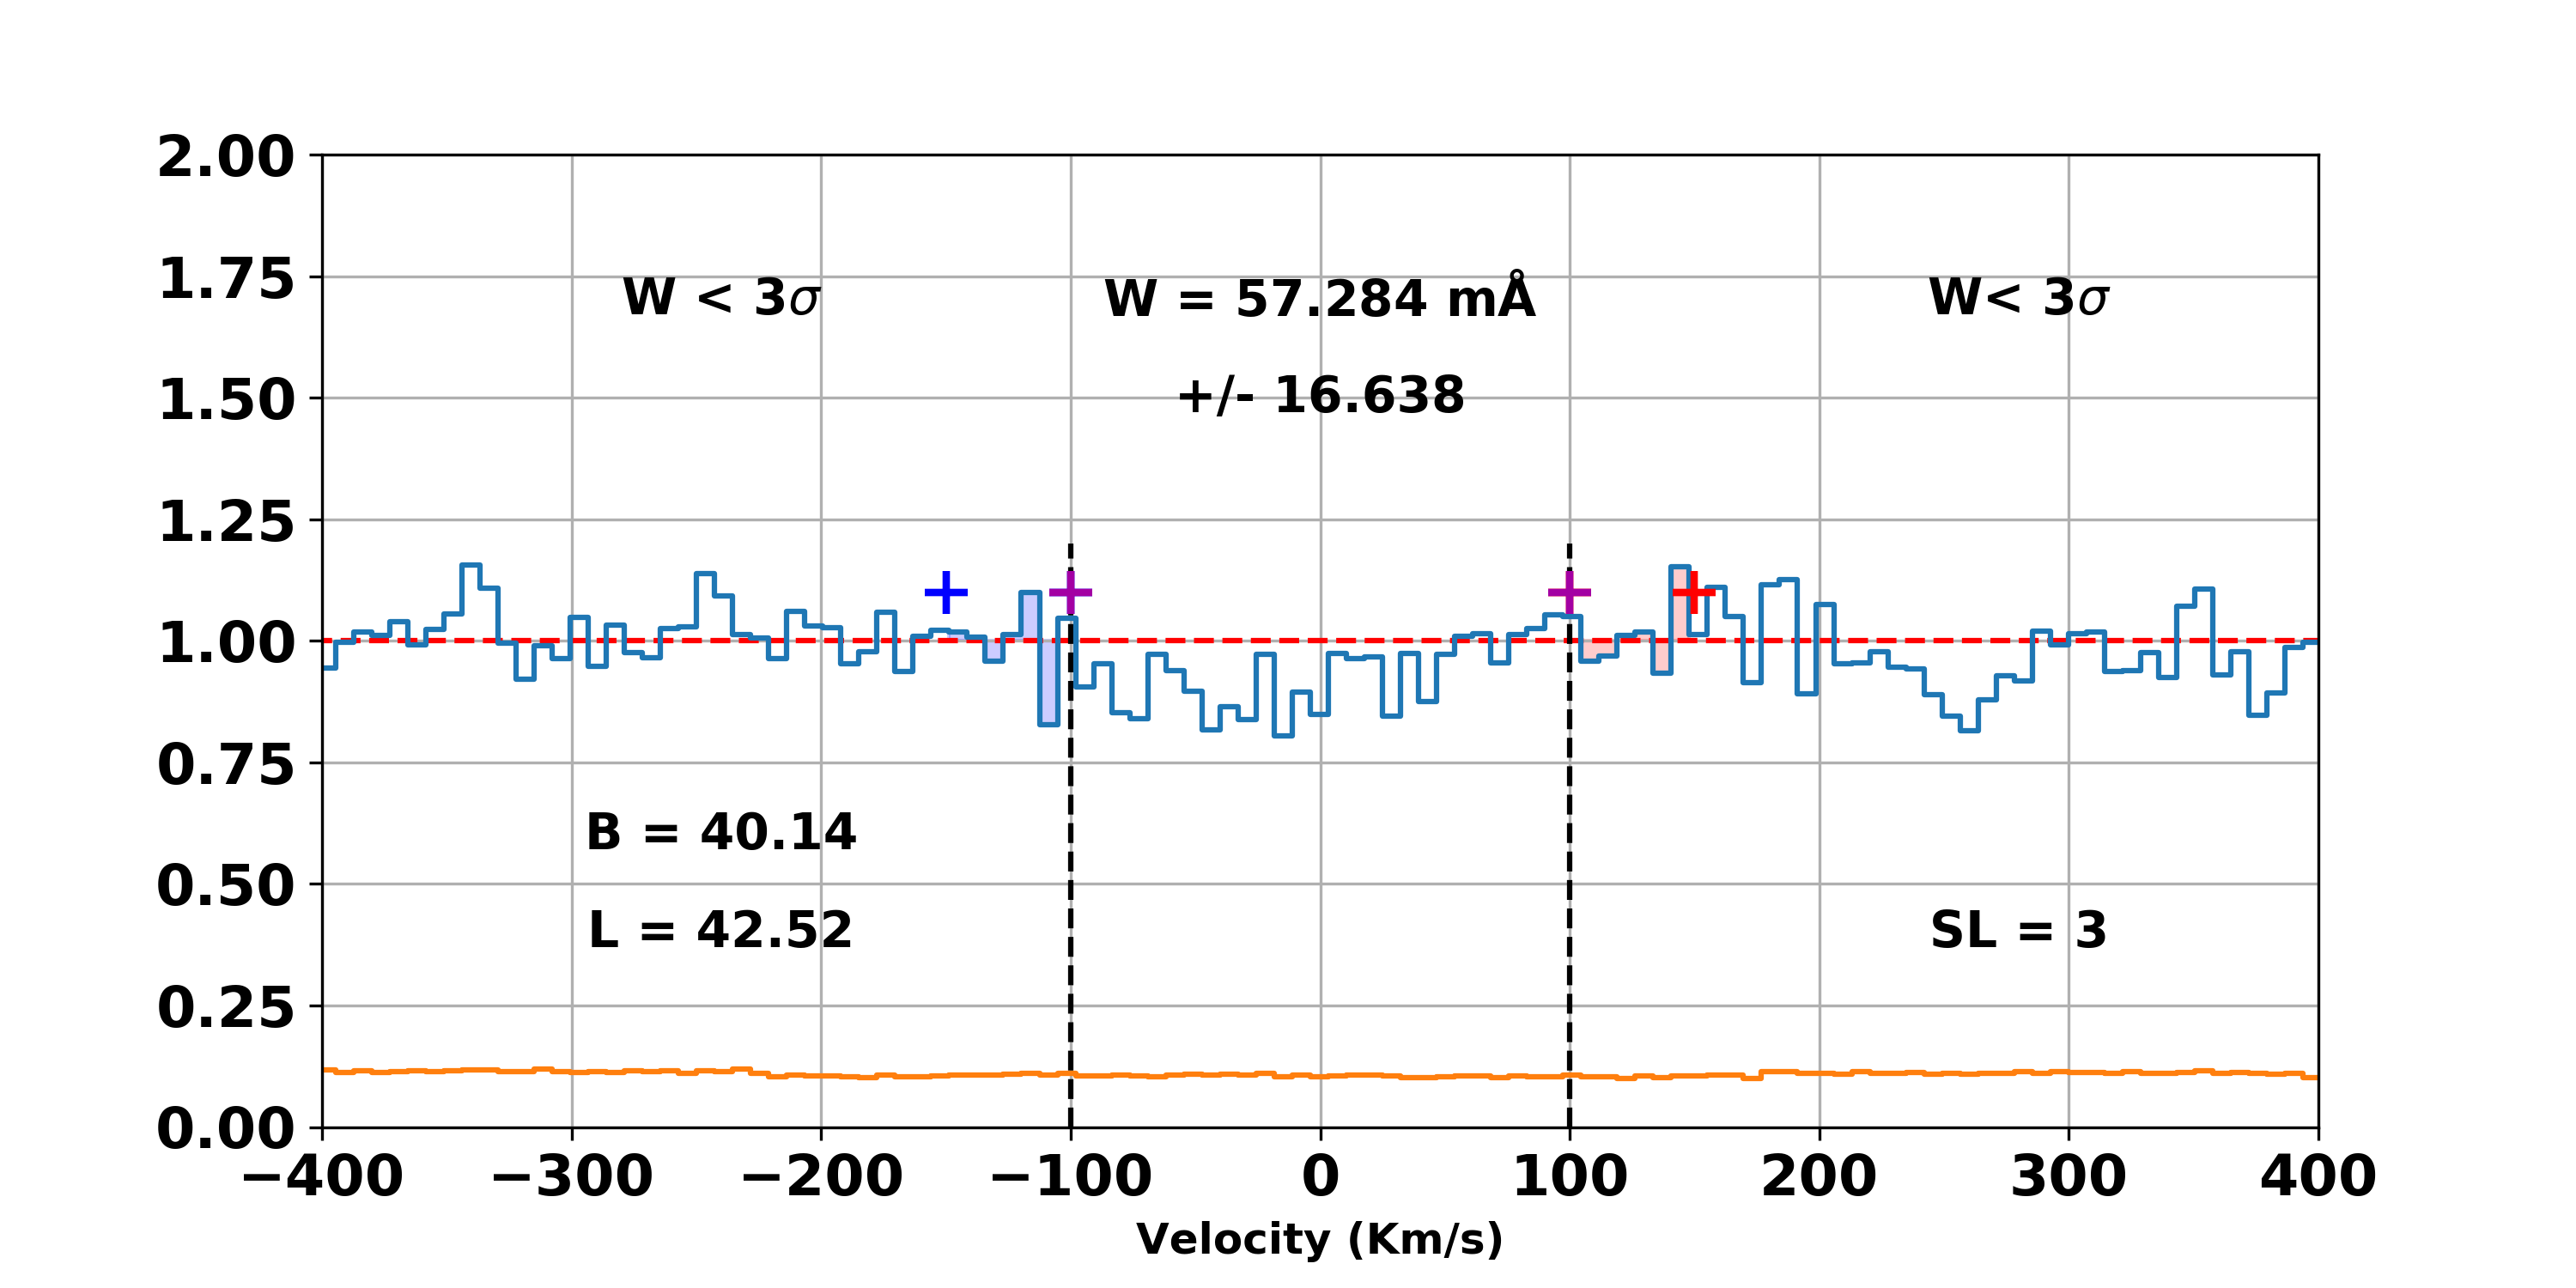 2.00
1.75
1.50
1.25
1.00
0.75
0.50
0.25
0.00
W < 3σ
W = 57.284 mÅ
+/- 16.638
W< 3σ
B = 40.14
L = 42.52
SL = 3
−400 −300 −200 −100 0 100 200 300 400
Velocity (Km/s)